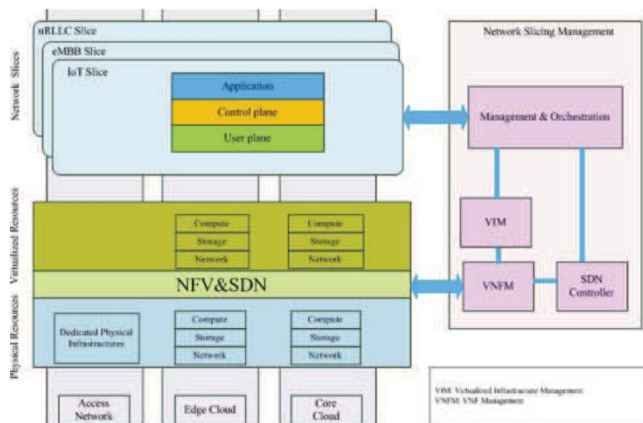 uRLLC Slice
eMBB Slice
IoT Slice
Application
Control plane
User plane
Network Slices
Virtualized Resources
Compute
Storage
Network
Compute
Storage
Network
NFV&SDN
Physical Resources
Dedicated Physical
Infrastructures
Compute
Storage
Network
Compute
Storage
Network
Access
Network
Edge Cloud
Core
Cloud
Network Slicing Management
Management & Orchestration
VIM
VNFM
SDN
Controller
VIM: Virtualized Infrastructure Management
VNFM: VNF Management